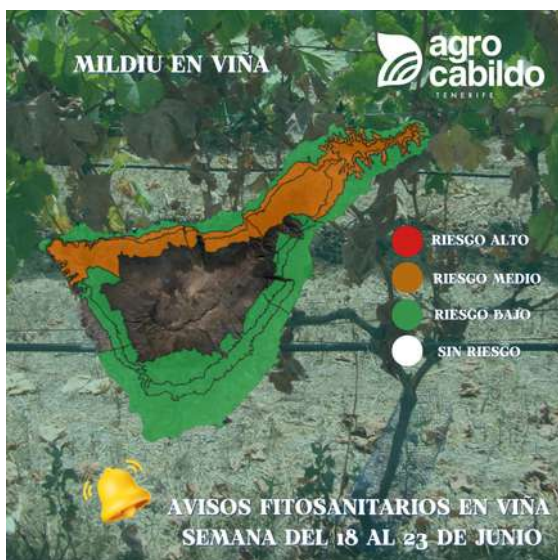 MILDIU EN VIÑA
agro
cabildo
TENERIFE
RIESGO ALTO
RIESGO MEDIO
RIESGO BAJO
SIN RIESGO
AVISOS FITOSANITARIOS EN VIÑA
SEMANA DEL 18 AL 23 DE JUNIO